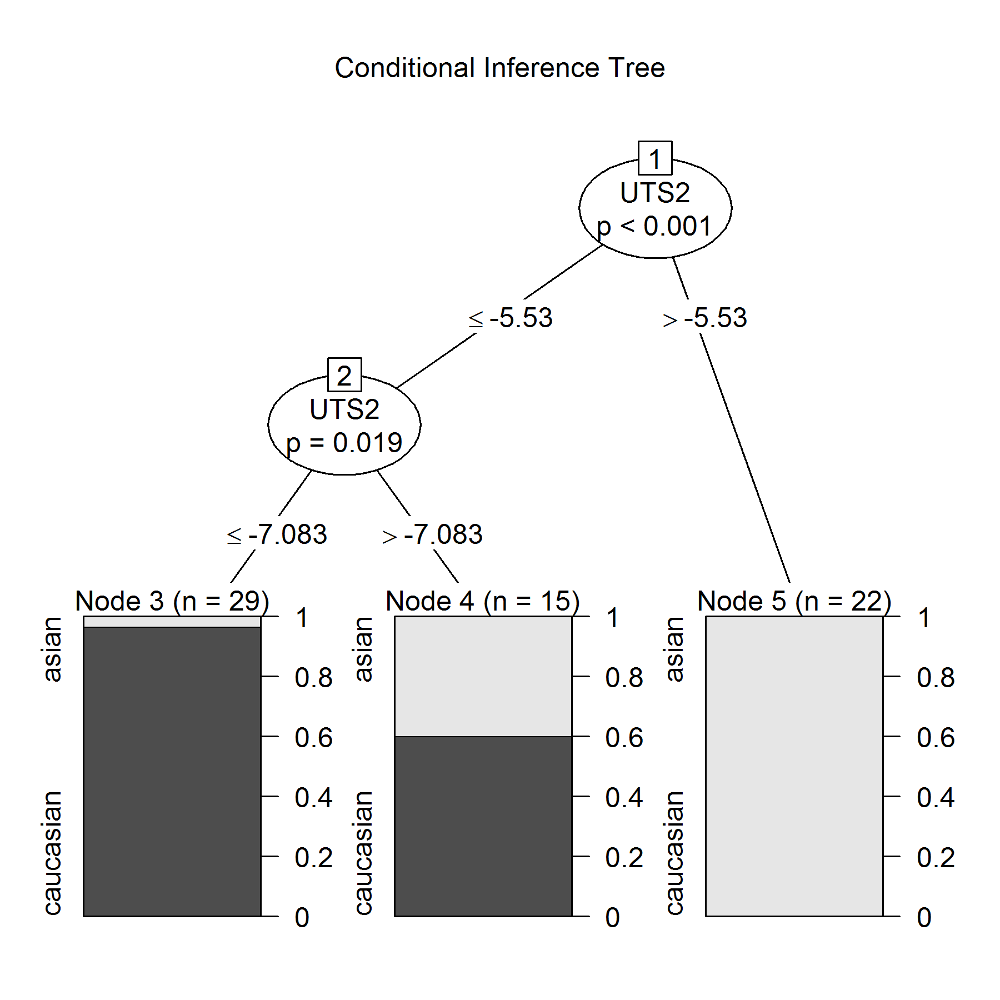 Conditional Inference Tree
1
UTS2
p < 0.001
≤ -5.53
> -5.53
2
UTS2
p = 0.019
≤ -7.083
> -7.083
Node 3 (n = 29)
asian
caucasian
1
0.8
0.6
0.4
0.2
0
Node 4 (n = 15)
asian
caucasian
1
0.8
0.6
0.4
0.2
0
Node 5 (n = 22)
asian
caucasian
1
0.8
0.6
0.4
0.2
0